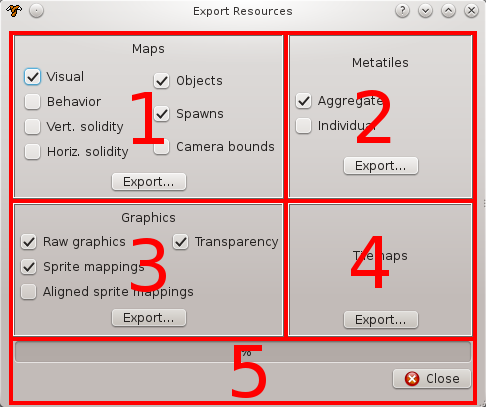 Export Resources
Maps
Visual
Objects
Behavior
Spawns
Vert. solidity
Horiz. solidity
Camera bounds
Export...
1
Metatiles
Aggregate
Individual
Export...
2
Graphics
Raw graphics
Transparency
Sprite mappings
Aligned sprite mappings
Export...
3
Tilemaps
Export...
4
%
Close
5